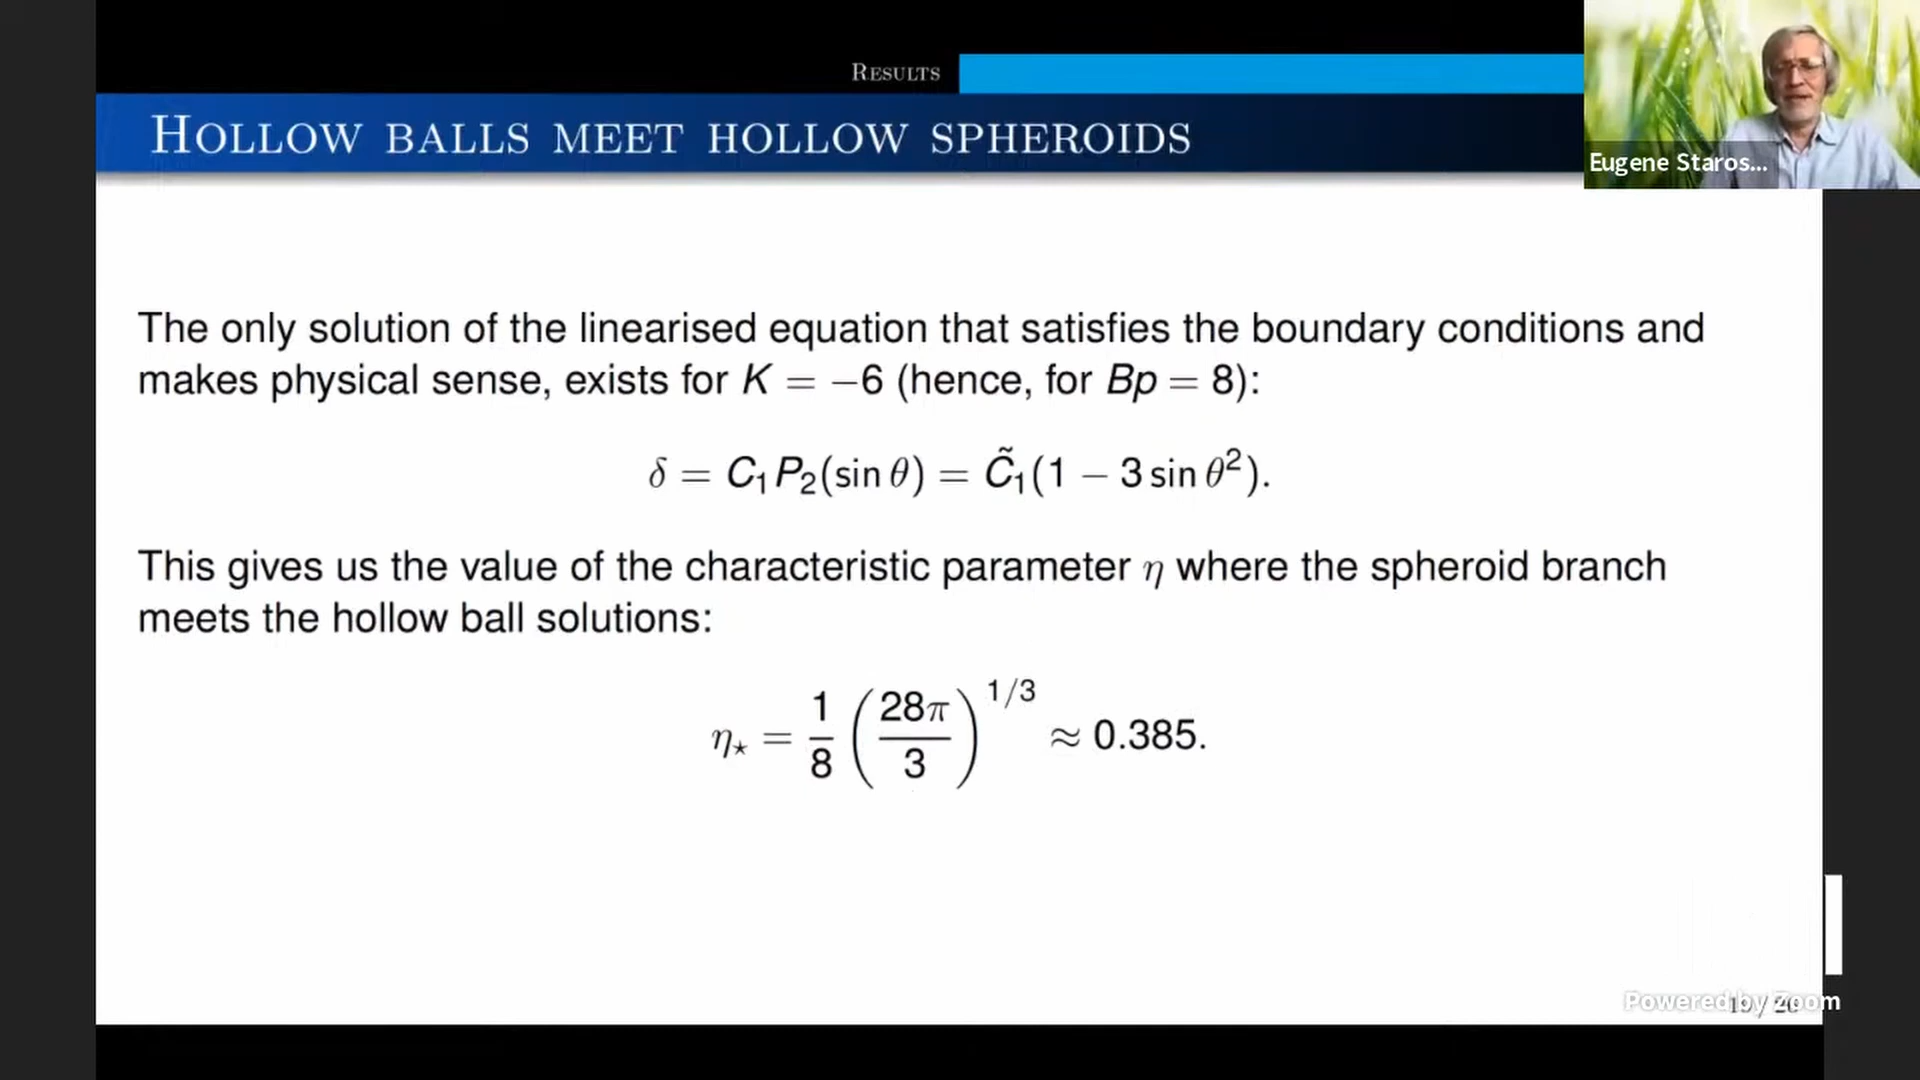 RESULTS
HOLLOW BALLS MEET HOLLOW SPHEROIDS
Eugene Staros...
The only solution of the linearised equation that satisfies the boundary conditions and
makes physical sense, exists for K = −6 (hence, for Bp = 8):
δ = C₁P₂(sin θ) = C̃₁(1 − 3 sin θ²).
This gives us the value of the characteristic parameter η where the spheroid branch
meets the hollow ball solutions:
η⋆ = 1/8 (28π/3)^1/3 ≈ 0.385.
Powered by Zoom